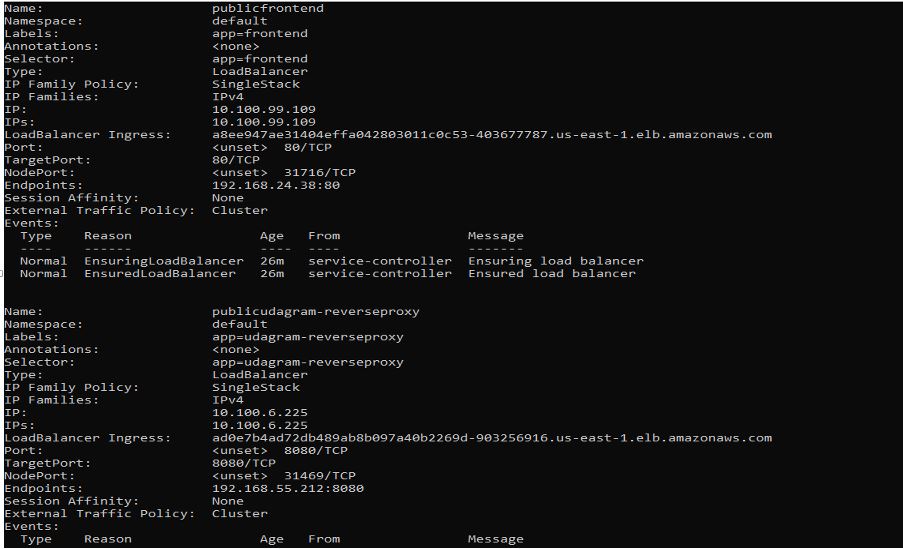 Name: publicfrontend
Namespace: default
Labels: app=frontend
Annotations: <none>
Selector: app=frontend
Type: LoadBalancer
IP Family Policy: SingleStack
IP Families: IPv4
IP: 10.100.99.109
IPs: 10.100.99.109
LoadBalancer Ingress: a8ee947ae31404effa042803011c0c53-403677787.us-east-1.elb.amazonaws.com
Port: <unset> 80/TCP
TargetPort: 80/TCP
NodePort: <unset> 31716/TCP
Endpoints: 192.168.24.38:80
Session Affinity: None
External Traffic Policy: Cluster
Events:
Type Reason Age From Message
---- ------ ---- ---- -------
Normal EnsuringLoadBalancer 26m service-controller Ensuring load balancer
Normal EnsuredLoadBalancer 26m service-controller Ensured load balancer
Name: publicudagram-reverseproxy
Namespace: default
Labels: app=udagram-reverseproxy
Annotations: <none>
Selector: app=udagram-reverseproxy
Type: LoadBalancer
IP Family Policy: SingleStack
IP Families: IPv4
IP: 10.100.6.225
IPs: 10.100.6.225
LoadBalancer Ingress: ad0e7b4ad72db489ab8b097a40b2269d-903256916.us-east-1.elb.amazonaws.com
Port: <unset> 8080/TCP
TargetPort: 8080/TCP
NodePort: <unset> 31469/TCP
Endpoints: 192.168.55.212:8080
Session Affinity: None
External Traffic Policy: Cluster
Events:
Type Reason Age From Message